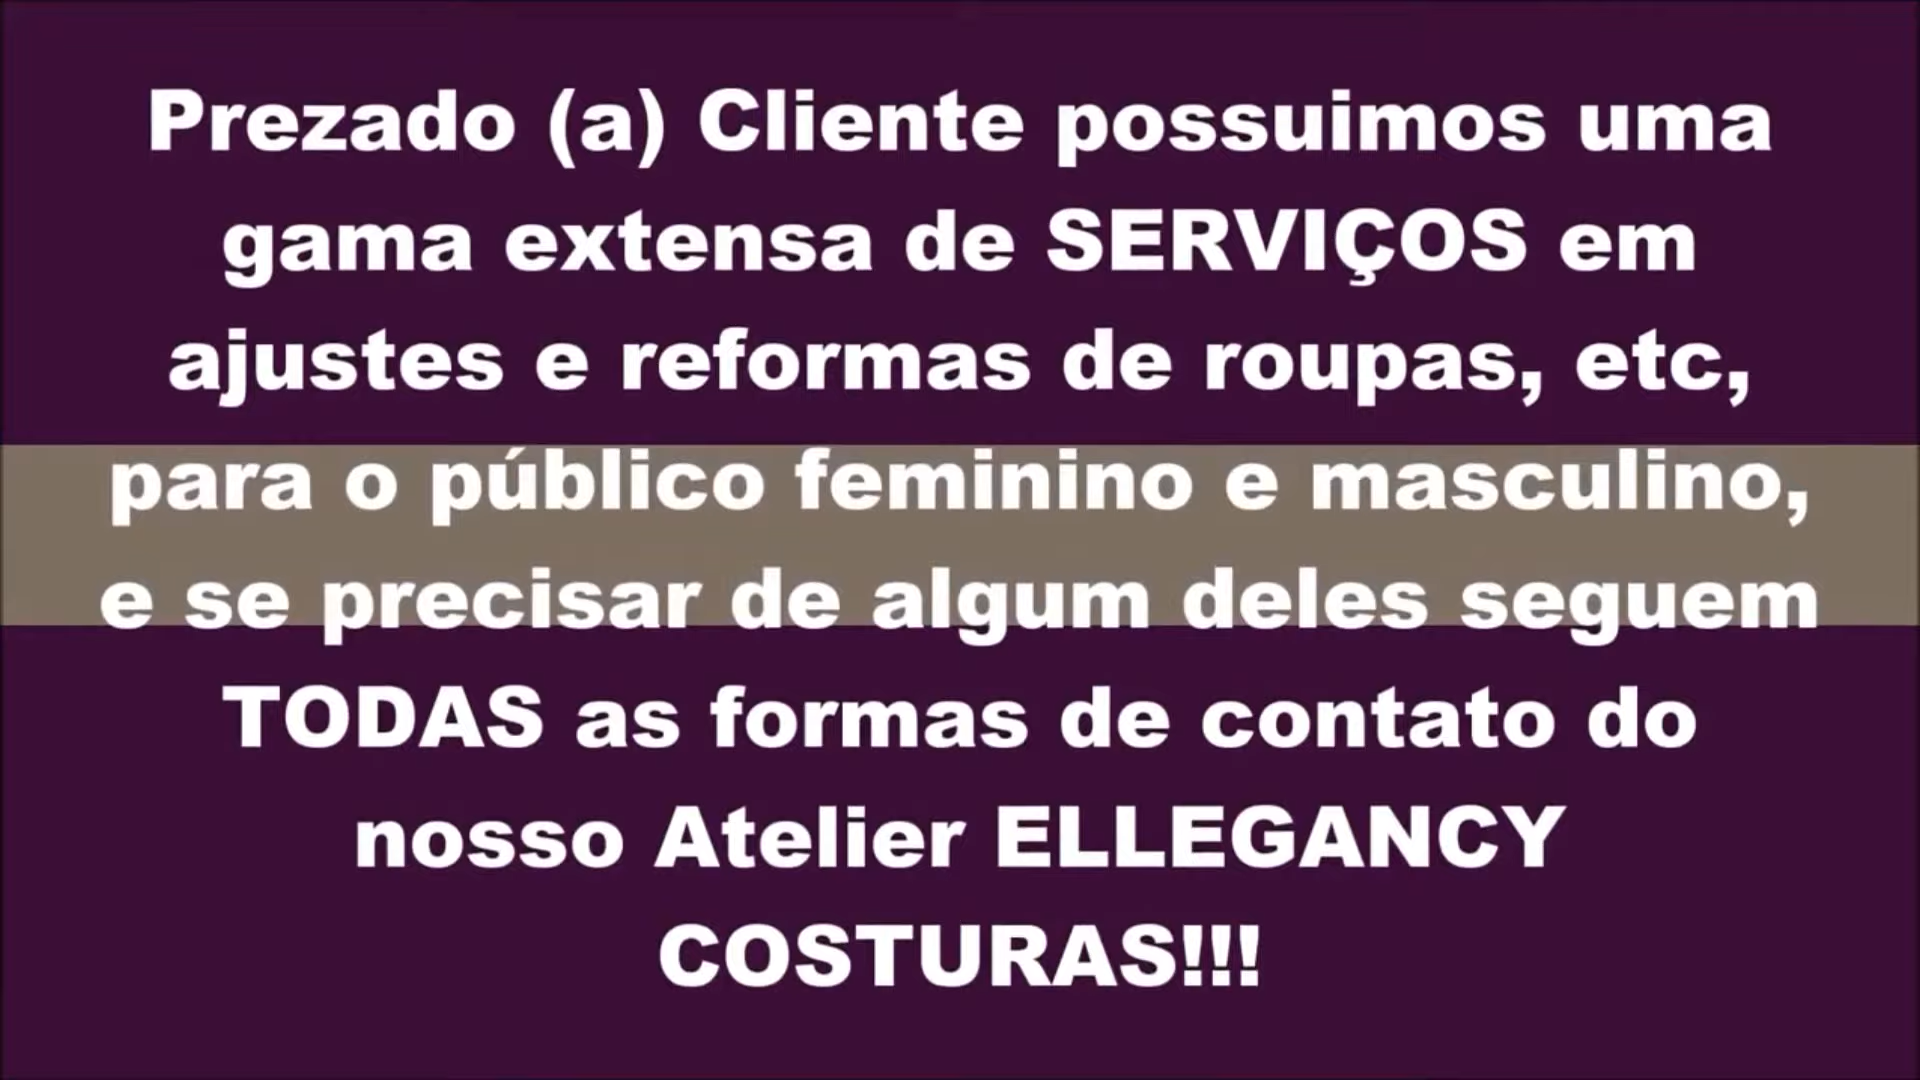 Prezado (a) Cliente possuimos uma
gama extensa de SERVIÇOS em
ajustes e reformas de roupas, etc,
para o público feminino e masculino,
e se precisar de algum deles seguem
TODAS as formas de contato do
nosso Atelier ELLEGANCY
COSTURAS!!!